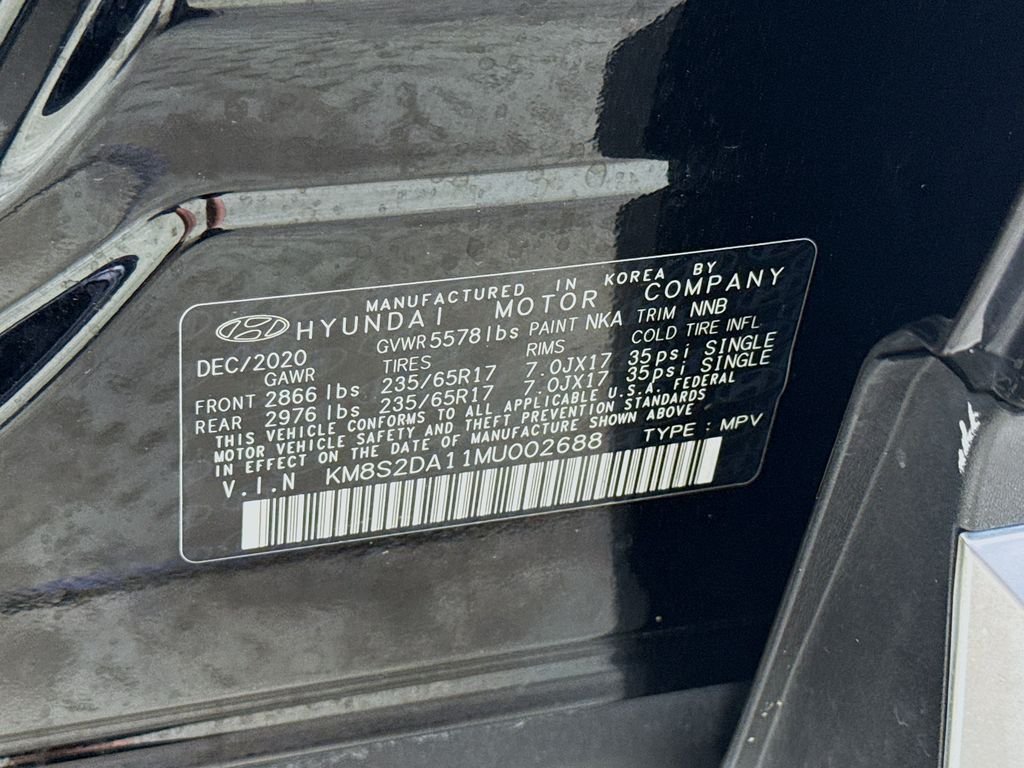 MANUFACTURED IN KOREA BY
HYUNDAI MOTOR COMPANY
DEC/2020 GVWR 5578 lbs PAINT NKA TRIM NNB
GAWR TIRES RIMS COLD TIRE INFL
FRONT 2866 lbs 235/65R17 7.0JX17 35psi SINGLE
REAR 2976 lbs 235/65R17 7.0JX17 35psi SINGLE
THIS VEHICLE CONFORMS TO ALL APPLICABLE U.S.A. FEDERAL
MOTOR VEHICLE SAFETY AND THEFT PREVENTION STANDARDS
IN EFFECT ON THE DATE OF MANUFACTURE SHOWN ABOVE
V.I.N KM8S2DA11MU002688 TYPE : MPV